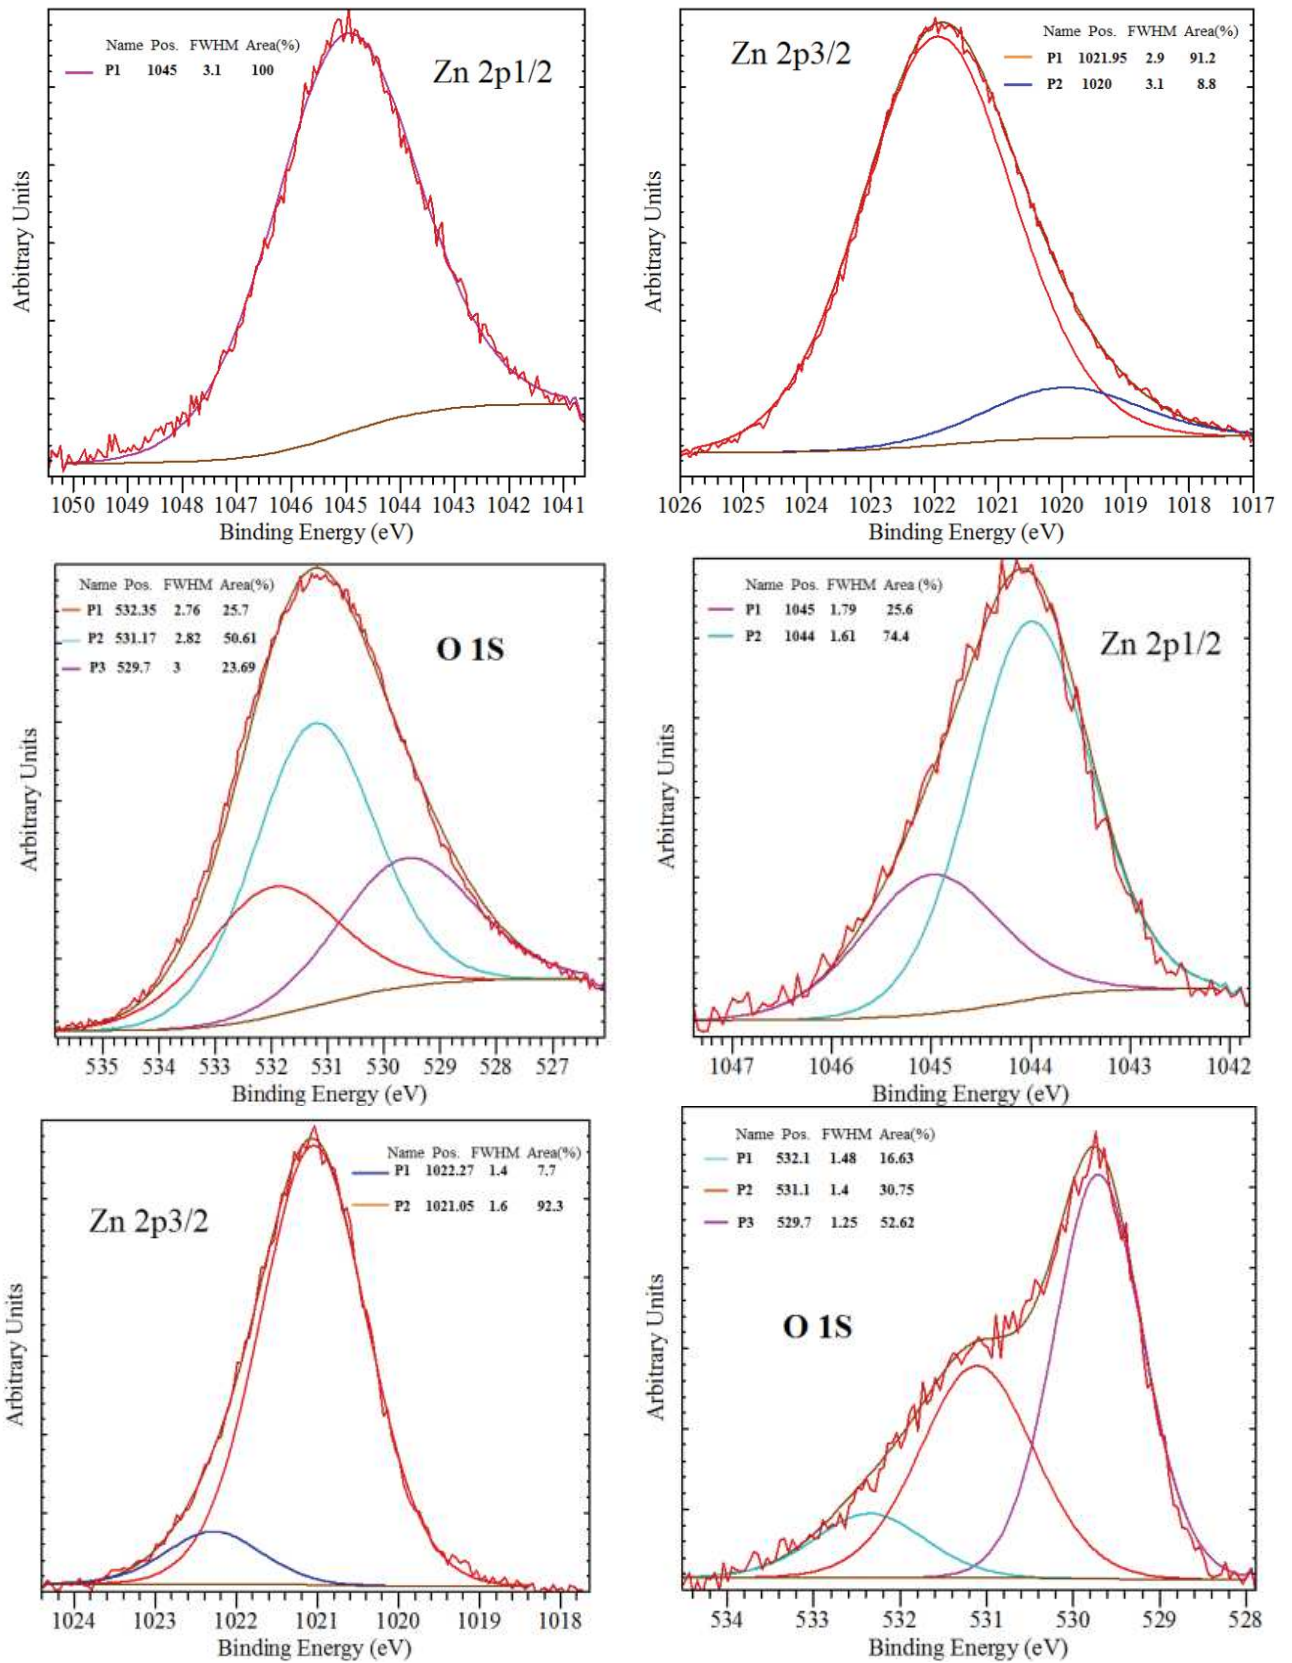 Name Pos. FWHM Area(%)
P1 1045 3.1 100
Zn 2p1/2
Arbitrary Units
1050 1049 1048 1047 1046 1045 1044 1043 1042 1041
Binding Energy (eV)
Zn 2p3/2
Name Pos. FWHM Area(%)
P1 1021.95 2.9 91.2
P2 1020 3.1 8.8
Arbitrary Units
1026 1025 1024 1023 1022 1021 1020 1019 1018 1017
Binding Energy (eV)
Name Pos. FWHM Area(%)
P1 532.35 2.76 25.7
P2 531.17 2.82 50.61
P3 529.7 3 23.69
O 1S
Arbitrary Units
535 534 533 532 531 530 529 528 527
Binding Energy (eV)
Name Pos. FWHM Area (%)
P1 1045 1.79 25.6
P2 1044 1.61 74.4
Zn 2p1/2
Arbitrary Units
1047 1046 1045 1044 1043 1042
Binding Energy (eV)
Name Pos. FWHM Area(%)
P1 1022.27 1.4 7.7
P2 1021.05 1.6 92.3
Zn 2p3/2
Arbitrary Units
1024 1023 1022 1021 1020 1019 1018
Binding Energy (eV)
Name Pos. FWHM Area(%)
P1 532.1 1.48 16.63
P2 531.1 1.4 30.75
P3 529.7 1.25 52.62
O 1S
Arbitrary Units
534 533 532 531 530 529 528
Binding Energy (eV)